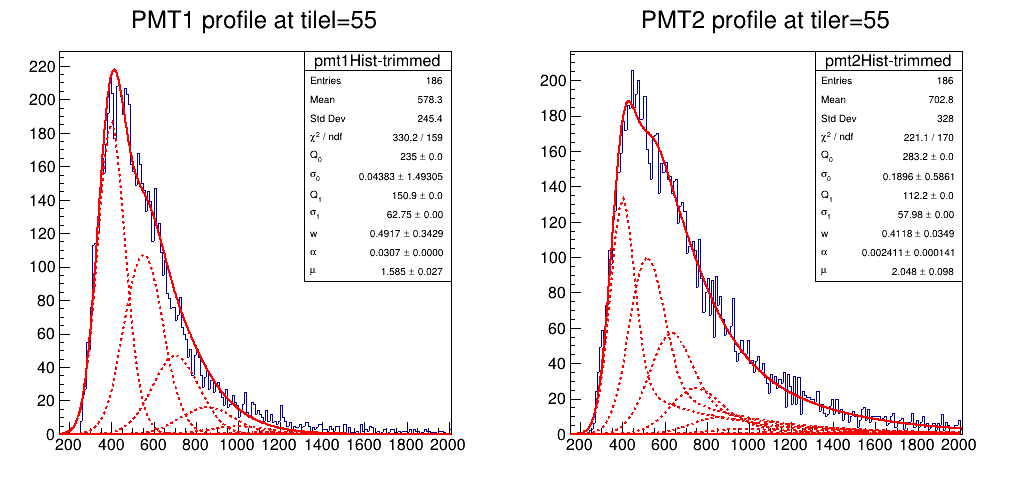 PMT1 profile at tilel=55
pmt1Hist-trimmed
Entries 186
Mean 578.3
Std Dev 245.4
χ² / ndf 330.2 / 159
Q₀ 235 ± 0.0
σ₀ 0.04383 ± 1.49305
Q₁ 150.9 ± 0.0
σ₁ 62.75 ± 0.00
w 0.4917 ± 0.3429
α 0.0307 ± 0.0000
μ 1.585 ± 0.027
220
200
180
160
140
120
100
80
60
40
20
0
200 400 600 800 1000 1200 1400 1600 1800 2000
PMT2 profile at tiler=55
pmt2Hist-trimmed
Entries 186
Mean 702.8
Std Dev 328
χ² / ndf 221.1 / 170
Q₀ 283.2 ± 0.0
σ₀ 0.1896 ± 0.5861
Q₁ 112.2 ± 0.0
σ₁ 57.98 ± 0.00
w 0.4118 ± 0.0349
α 0.002411 ± 0.000141
μ 2.048 ± 0.098
200
180
160
140
120
100
80
60
40
20
0
200 400 600 800 1000 1200 1400 1600 1800 2000